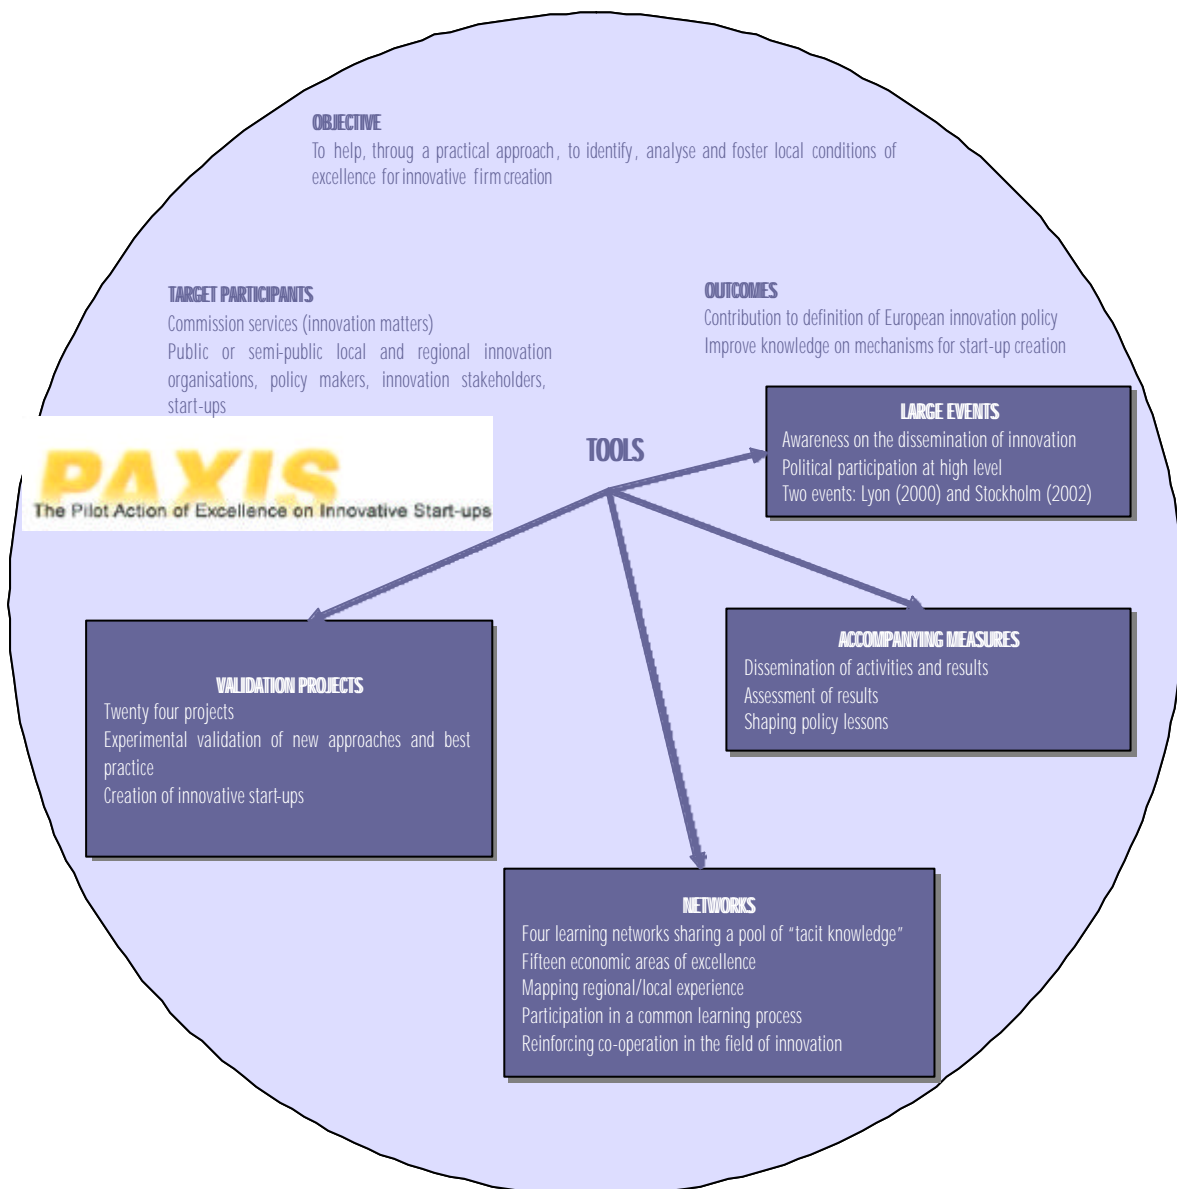 OBJECTIVE
To help, throug a practical approach, to identify, analyse and foster local conditions of
excellence for innovative firm creation
TARGET PARTICIPANTS
Commission services (innovation matters)
Public or semi-public local and regional innovation
organisations, policy makers, innovation stakeholders,
start-ups
OUTCOMES
Contribution to definition of European innovation policy
Improve knowledge on mechanisms for start-up creation
PAXIS
The Pilot Action of Excellence on Innovative Start-ups
TOOLS
LARGE EVENTS
Awareness on the dissemination of innovation
Political participation at high level
Two events: Lyon (2000) and Stockholm (2002)
ACCOMPANYING MEASURES
Dissemination of activities and results
Assessment of results
Shaping policy lessons
VALIDATION PROJECTS
Twenty four projects
Experimental validation of new approaches and best
practice
Creation of innovative start-ups
NETWORKS
Four learning networks sharing a pool of “tacit knowledge”
Fifteen economic areas of excellence
Mapping regional/local experience
Participation in a common learning process
Reinforcing co-operation in the field of innovation